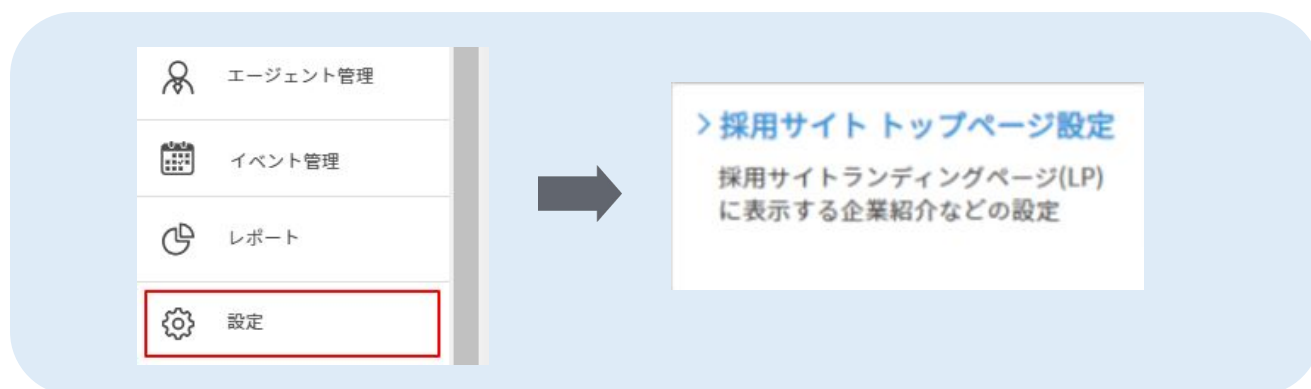 エージェント管理
イベント管理
レポート
設定
>採用サイト トップページ設定
採用サイトランディングページ(LP)
に表示する企業紹介などの設定